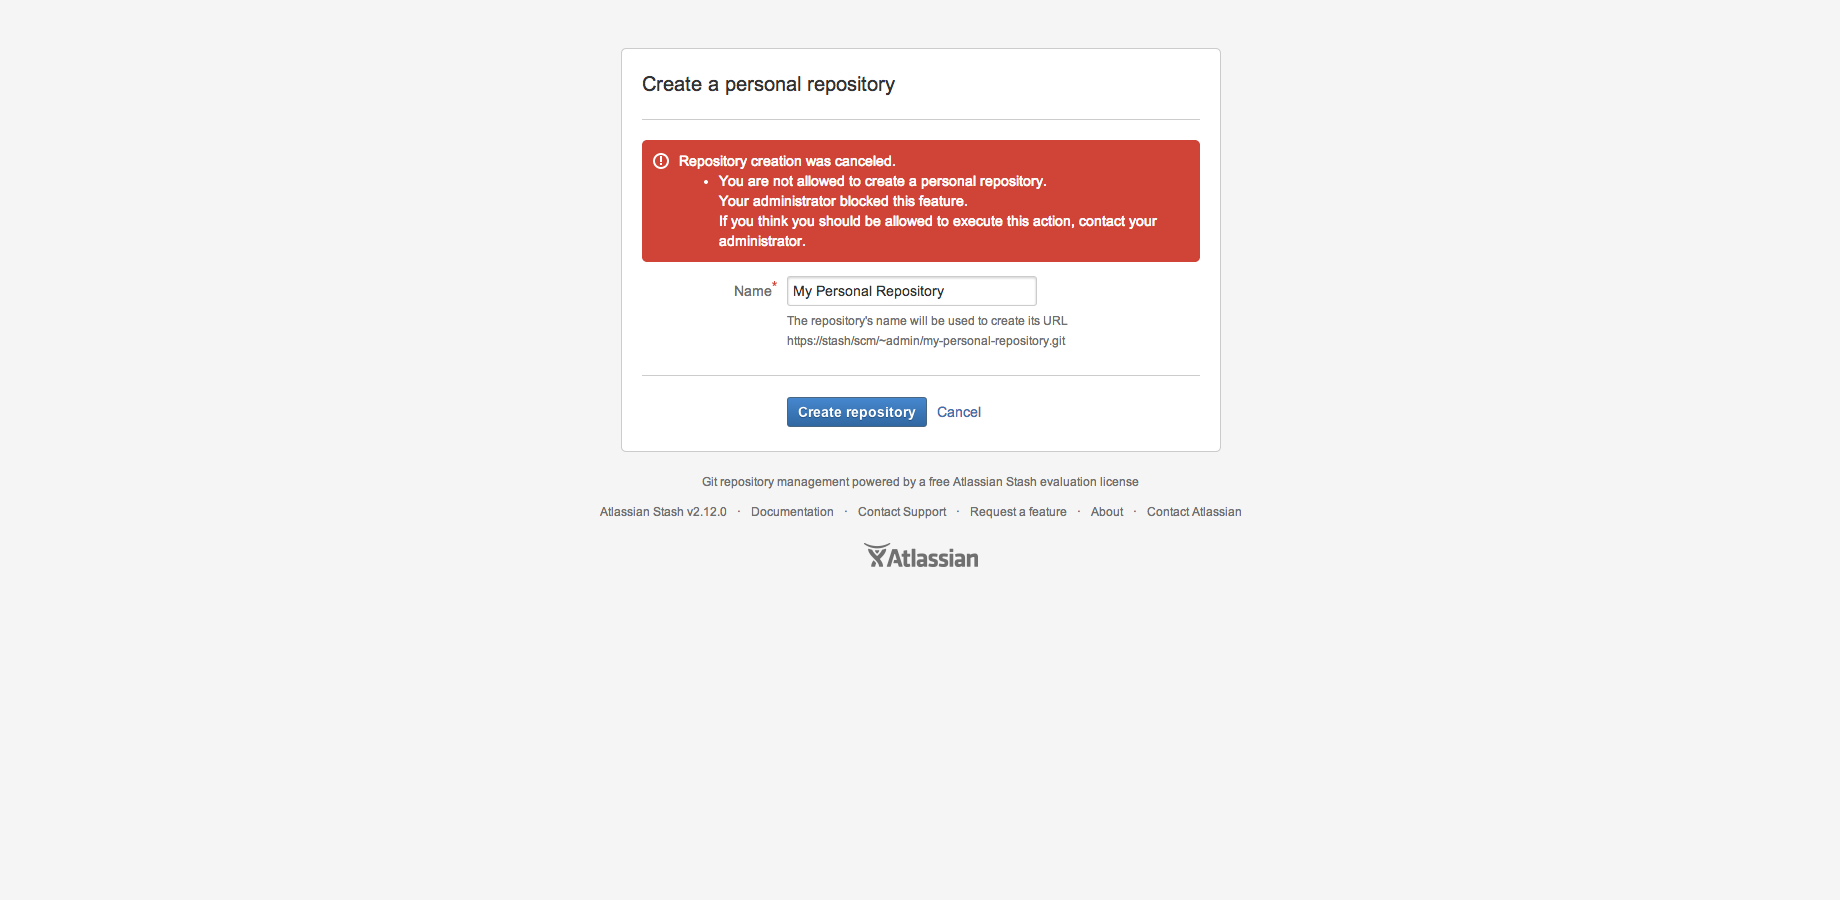 Create a personal repository
Repository creation was canceled.
• You are not allowed to create a personal repository.
Your administrator blocked this feature.
If you think you should be allowed to execute this action, contact your
administrator.
Name* My Personal Repository
The repository's name will be used to create its URL
https://stash/scm/~admin/my-personal-repository.git
Create repository Cancel
Git repository management powered by a free Atlassian Stash evaluation license
Atlassian Stash v2.12.0 · Documentation · Contact Support · Request a feature · About · Contact Atlassian
Atlassian